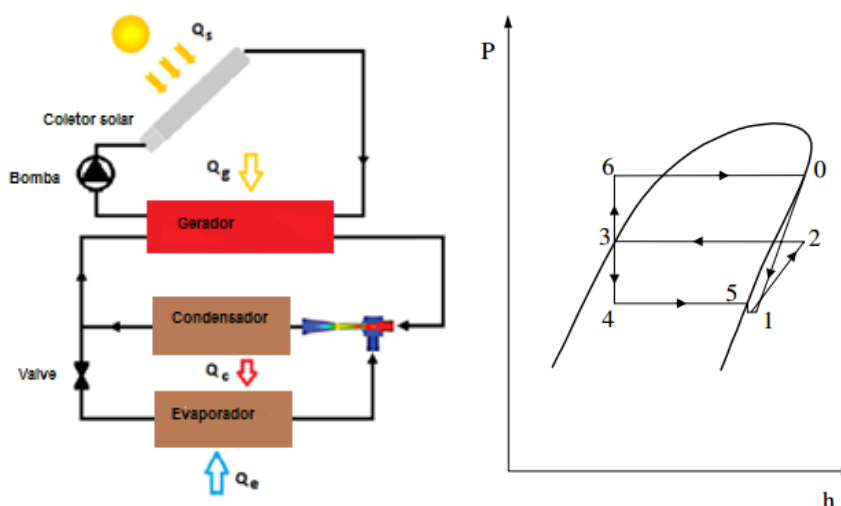 Qs
Coletor solar
Bomba
Qg
Gerador
Condensador
Valve
Qc
Evaporador
Qe
P
6
0
3
2
4
5
1
h